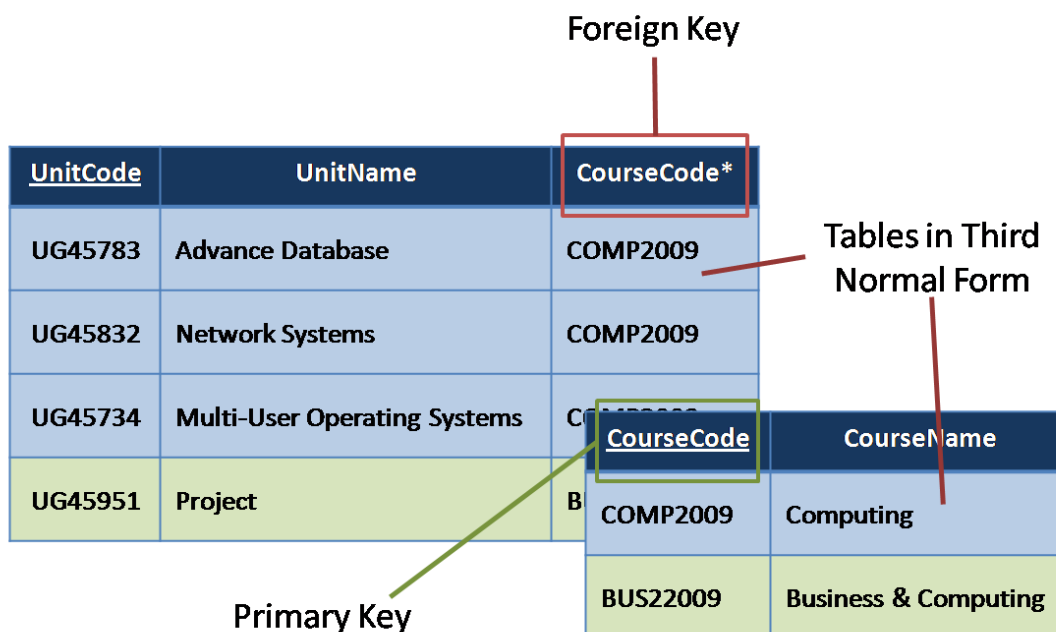 Foreign Key
UnitCode UnitName CourseCode*
UG45783 Advance Database COMP2009
UG45832 Network Systems COMP2009
UG45734 Multi-User Operating Systems
UG45951 Project
Tables in Third
Normal Form
CourseCode CourseName
COMP2009 Computing
BUS22009 Business & Computing
Primary Key